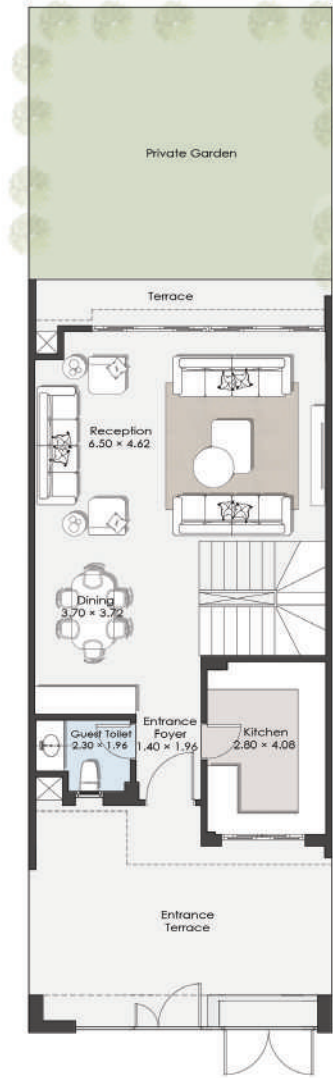 Private Garden
Terrace
Reception
6.50 × 4.62
Dining
3.70 × 3.72
Guest Toilet
2.30 × 1.96
Entrance
Foyer
1.40 × 1.96
Kitchen
2.80 × 4.08
Entrance
Terrace